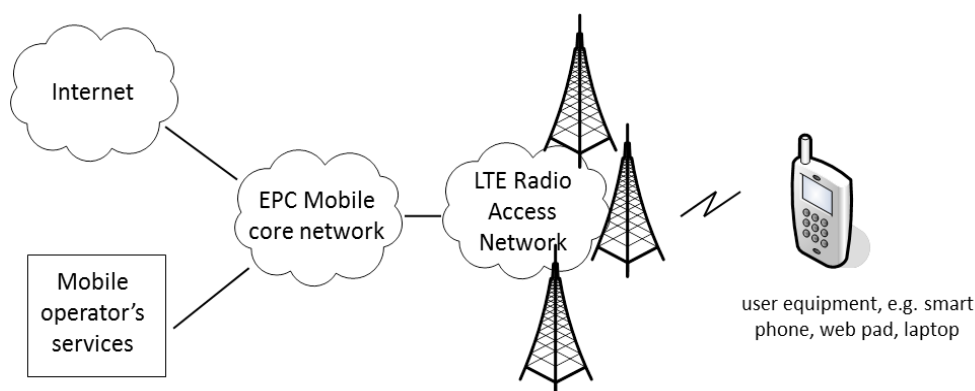 Internet
EPC Mobile
core network
Mobile
operator's
services
LTE Radio
Access
Network
user equipment, e.g. smart
phone, web pad, laptop